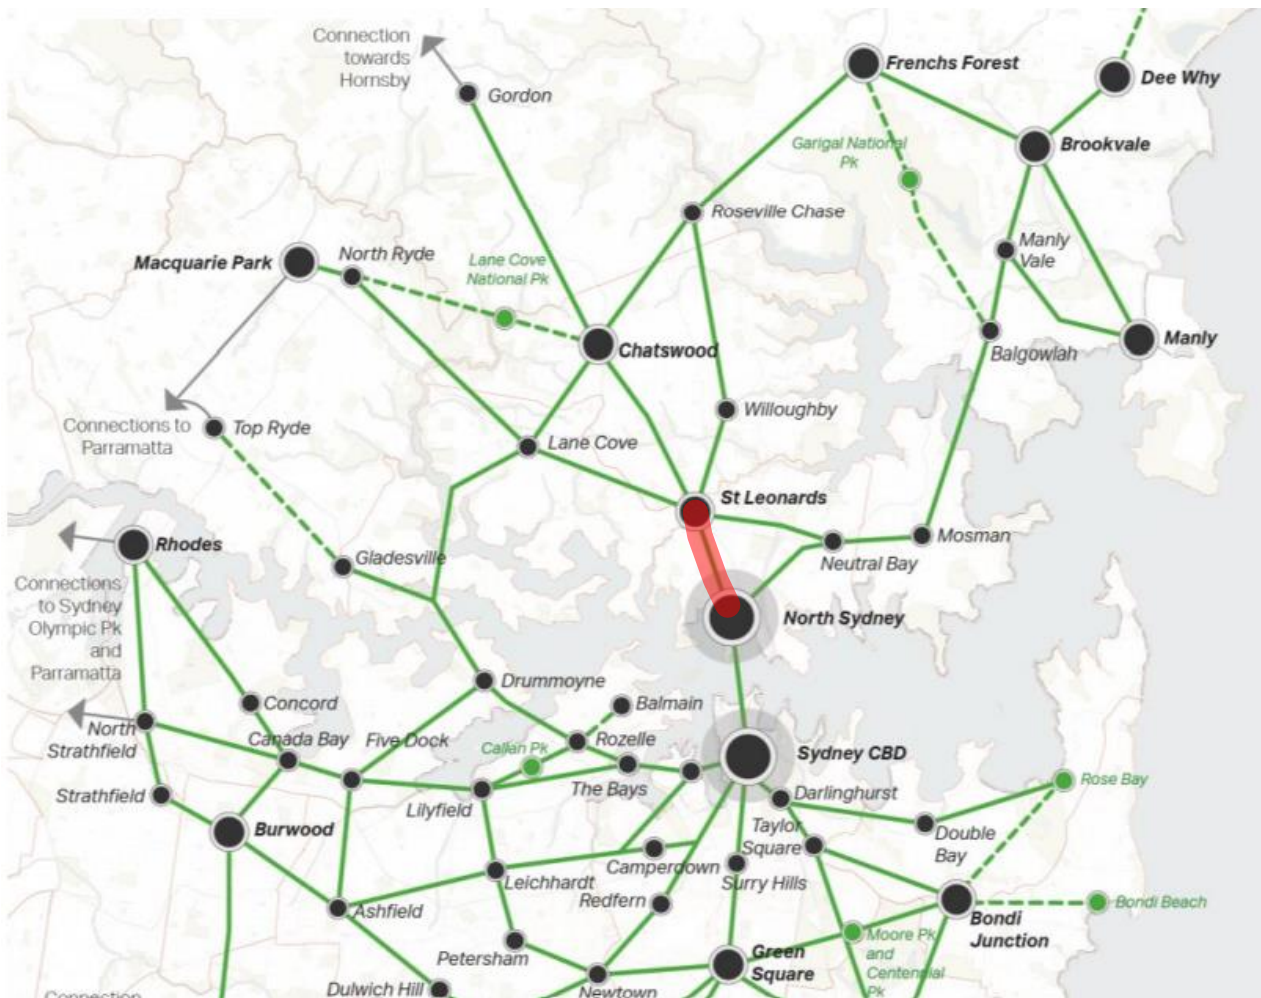 Connection
towards
Hornsby
Gordon
Frenchs Forest
Dee Why
Garigal National
Pk
Brookvale
Roseville Chase
Manly
Vale
North Ryde
Macquarie Park
Lane Cove
National Pk
Chatswood
Manly
Balgowlah
Connections to
Parramatta
Top Ryde
Willoughby
Lane Cove
St Leonards
Rhodes
Gladesville
Mosman
Neutral Bay
Connections
to Sydney
Olympic Pk
and
Parramatta
North Sydney
Drummoyne
Concord
Balmain
North
Strathfield
Canada Bay
Five Dock
Callan Pk
Rozelle
Sydney CBD
Strathfield
Lilyfield
The Bays
Darlinghurst
Rose Bay
Burwood
Taylor
Square
Double
Bay
Camperdown
Leichhardt
Surry Hills
Redfern
Ashfield
Bondi Beach
Bondi
Junction
Moore Pk
and
Centennial
Pk
Petersham
Green
Square
Dulwich Hill
Newtown
Connection